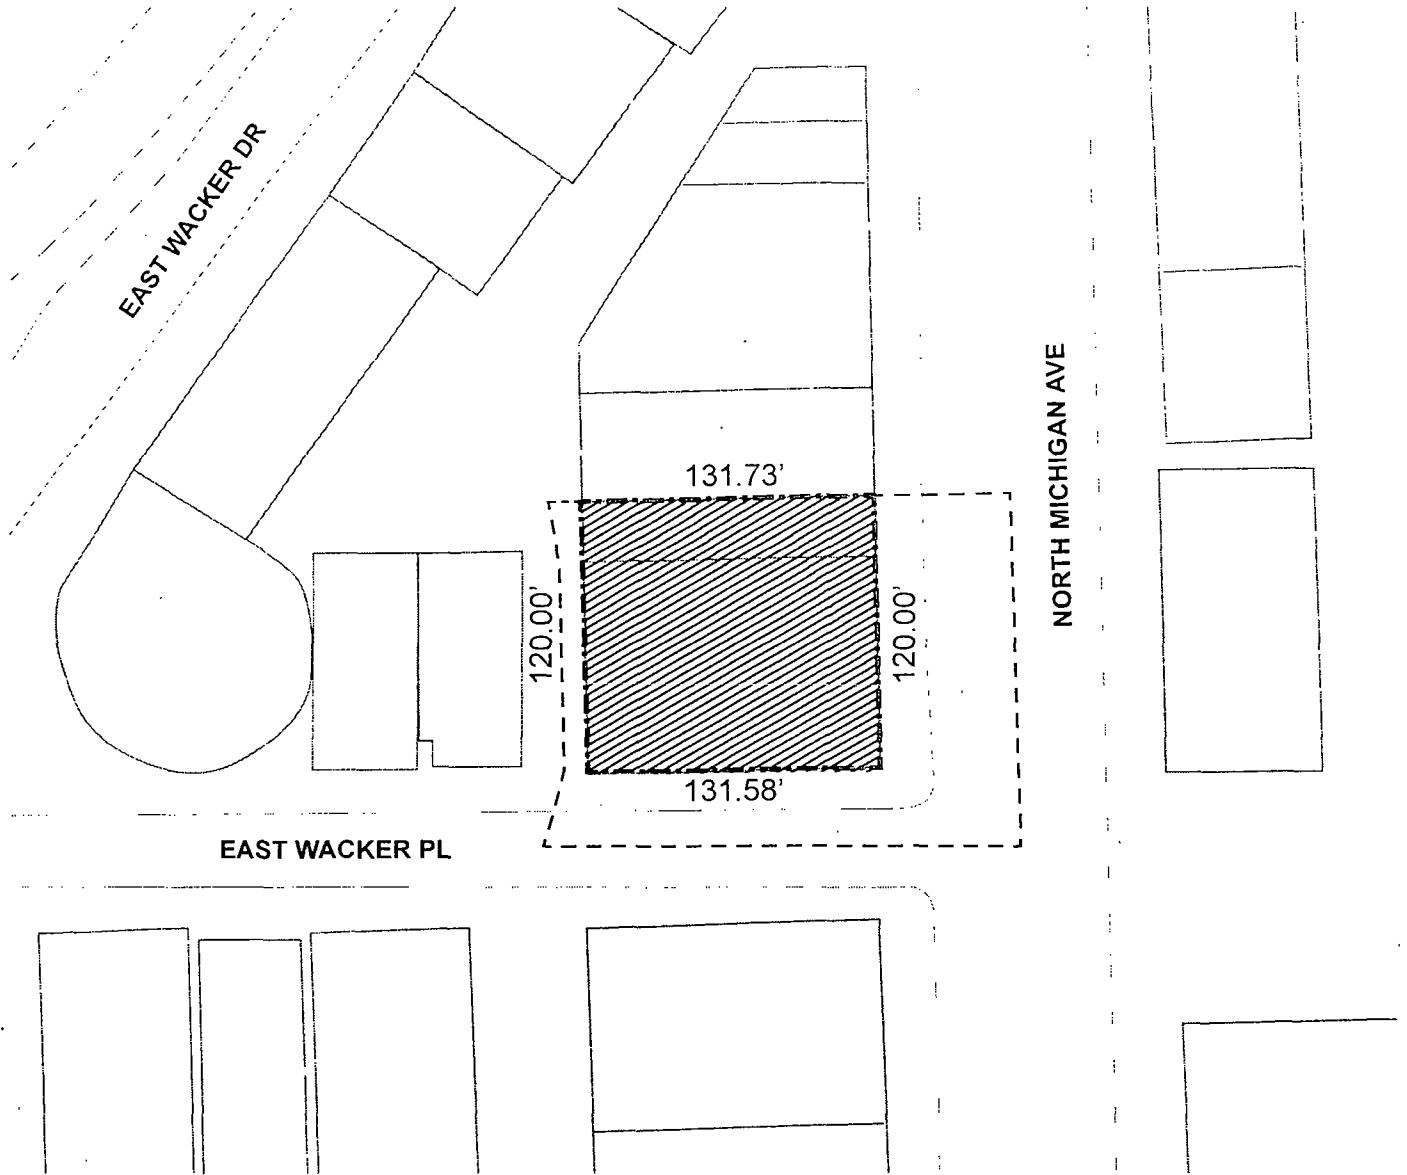 EAST WACKER DR
NORTH MICHIGAN AVE
131.73’
120.00’
120.00’
131.58’
EAST WACKER PL